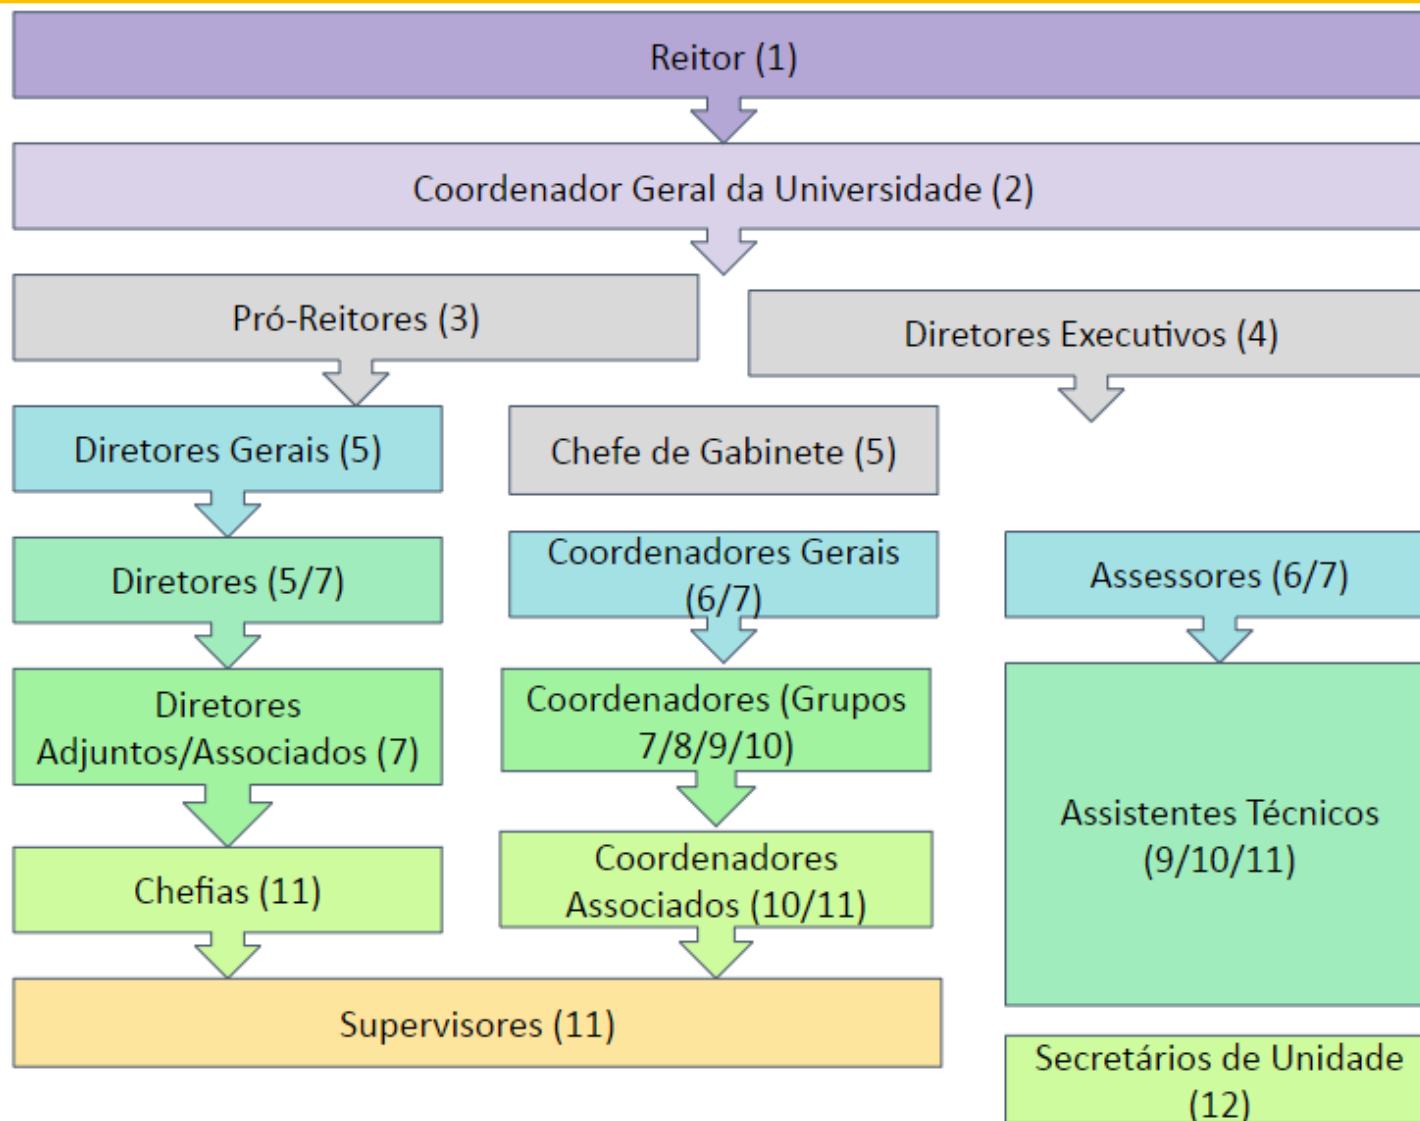 Reitor (1)
Coordenador Geral da Universidade (2)
Pró-Reitores (3)
Diretores Executivos (4)
Diretores Gerais (5)
Chefe de Gabinete (5)
Diretores (5/7)
Coordenadores Gerais
(6/7)
Assessores (6/7)
Diretores
Adjuntos/Associados (7)
Coordenadores (Grupos
7/8/9/10)
Assistentes Técnicos
(9/10/11)
Chefias (11)
Coordenadores
Associados (10/11)
Supervisores (11)
Secretários de Unidade
(12)